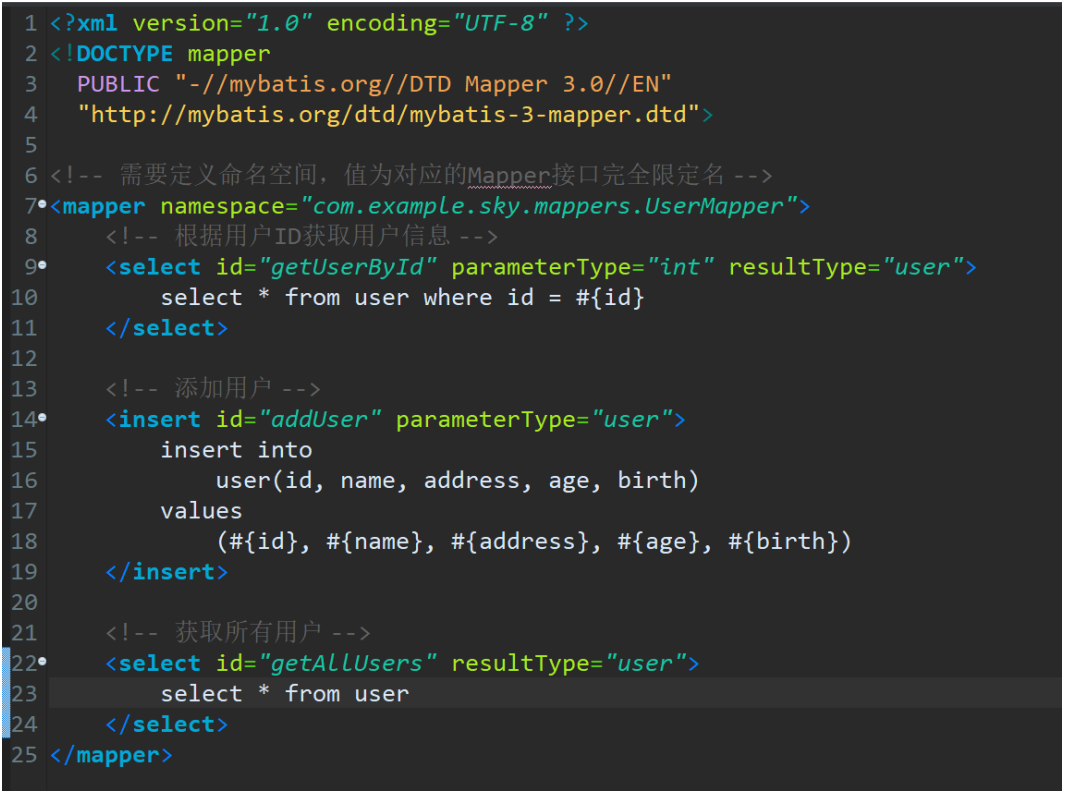 1 <?xml version="1.0" encoding="UTF-8" ?>
2 <!DOCTYPE mapper
3   PUBLIC "-//mybatis.org//DTD Mapper 3.0//EN"
4   "http://mybatis.org/dtd/mybatis-3-mapper.dtd">
5
6 <!-- 需要定义命名空间，值为对应的Mapper接口完全限定名 -->
7 <mapper namespace="com.example.sky.mappers.UserMapper">
8     <!-- 根据用户ID获取用户信息 -->
9     <select id="getUserById" parameterType="int" resultType="user">
10         select * from user where id = #{id}
11     </select>
12
13     <!-- 添加用户 -->
14     <insert id="addUser" parameterType="user">
15         insert into
16             user(id, name, address, age, birth)
17         values
18             (#{id}, #{name}, #{address}, #{age}, #{birth})
19     </insert>
20
21     <!-- 获取所有用户 -->
22     <select id="getAllUsers" resultType="user">
23         select * from user
24     </select>
25 </mapper>